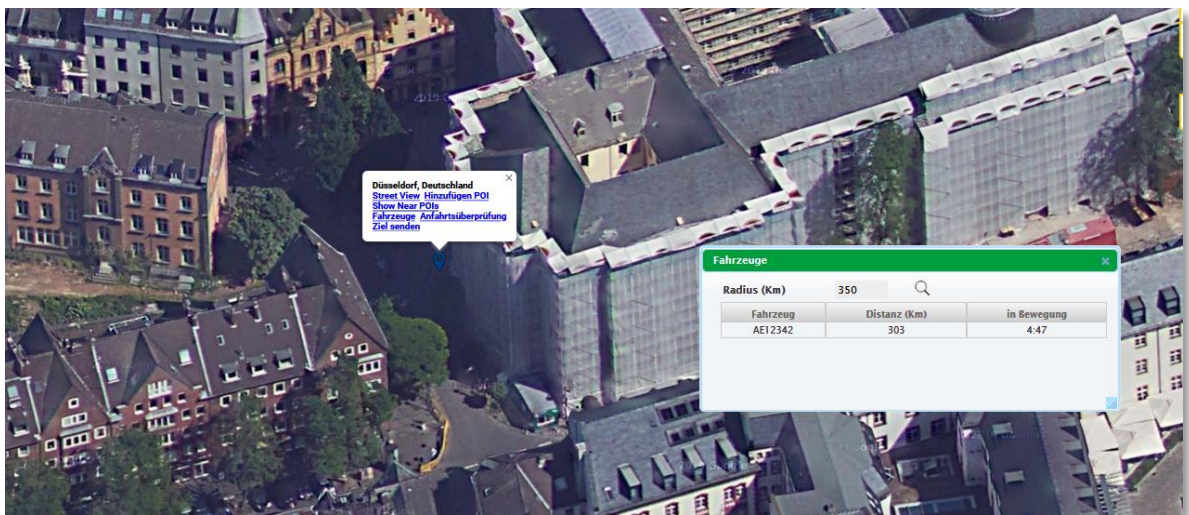 Düsseldorf, Deutschland
Street View Hinzufügen POI
Show Near POIs
Fahrzeuge Anfahrtsüberprüfung
Ziel senden
Fahrzeuge
Radius (Km) 350
Fahrzeug Distanz (Km) in Bewegung
AE12342 303 4:47